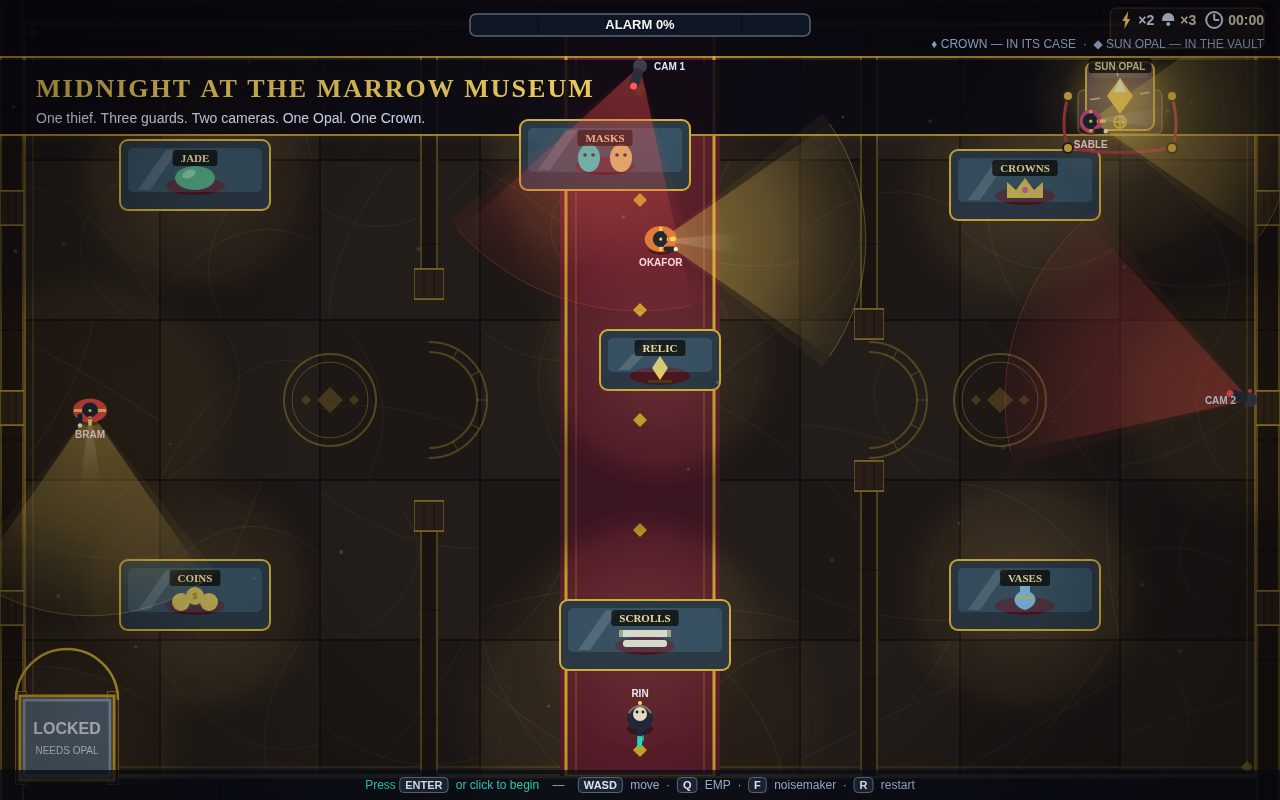 ALARM 0%
×2 ×3 00:00
♦ CROWN — IN ITS CASE · ◆ SUN OPAL — IN THE VAULT
MIDNIGHT AT THE MARROW MUSEUM
One thief. Three guards. Two cameras. One Opal. One Crown.
CAM 1
SUN OPAL
MASKS
SABLE
JADE
CROWNS
OKAFOR
RELIC
CAM 2
BRAM
COINS
$
VASES
SCROLLS
RIN
LOCKED
NEEDS OPAL
Press ENTER or click to begin — WASD move · Q EMP · F noisemaker · R restart